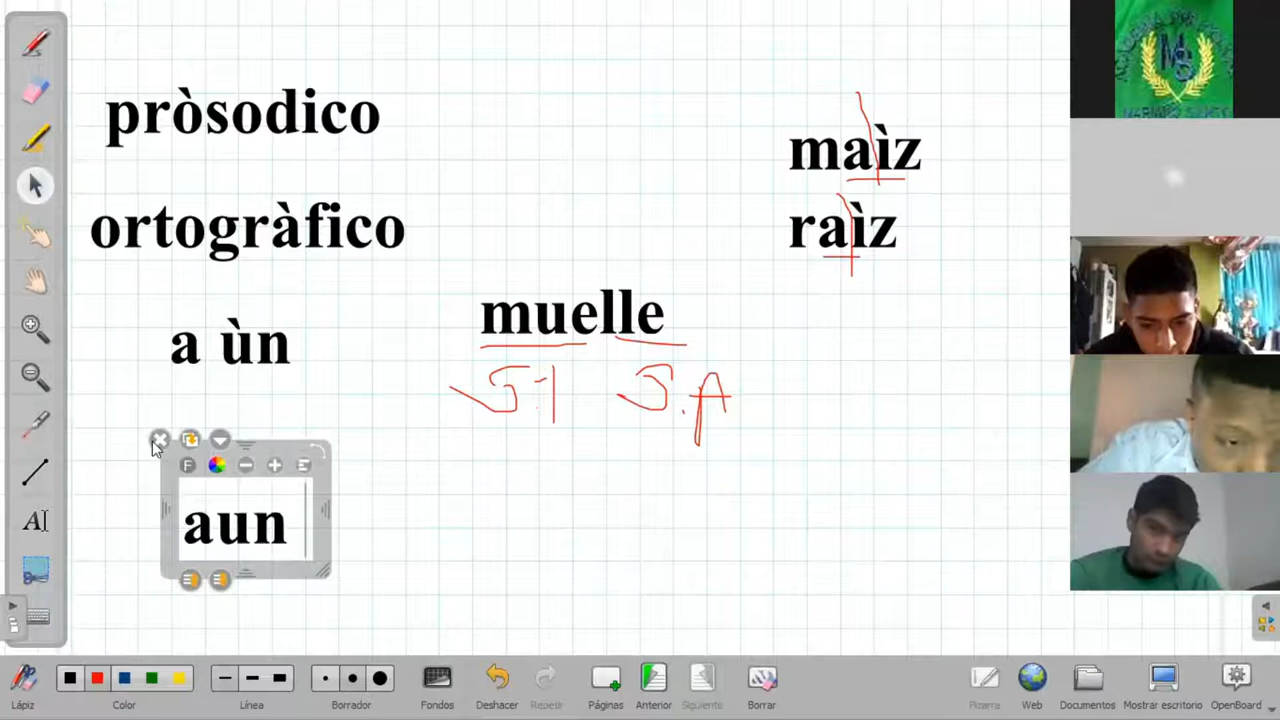 pròsodico
ortogràfico
a ùn
aun
muelle
S.A
maìz
raìz
F
Lápiz
Color
Línea
Borrador
Fondos
Deshacer
Repetir
Páginas
Anterior
Siguiente
Borrar
Pizarra
Web
Documentos
Mostrar escritorio
OpenBoard